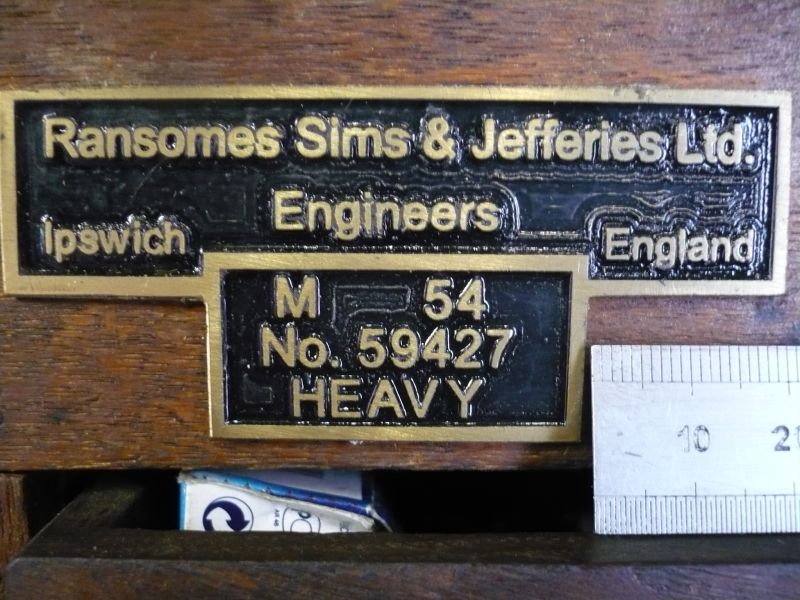 Ransomes Sims & Jefferies Ltd.
Engineers
Ipswich England
M 54
No. 59427
HEAVY
10